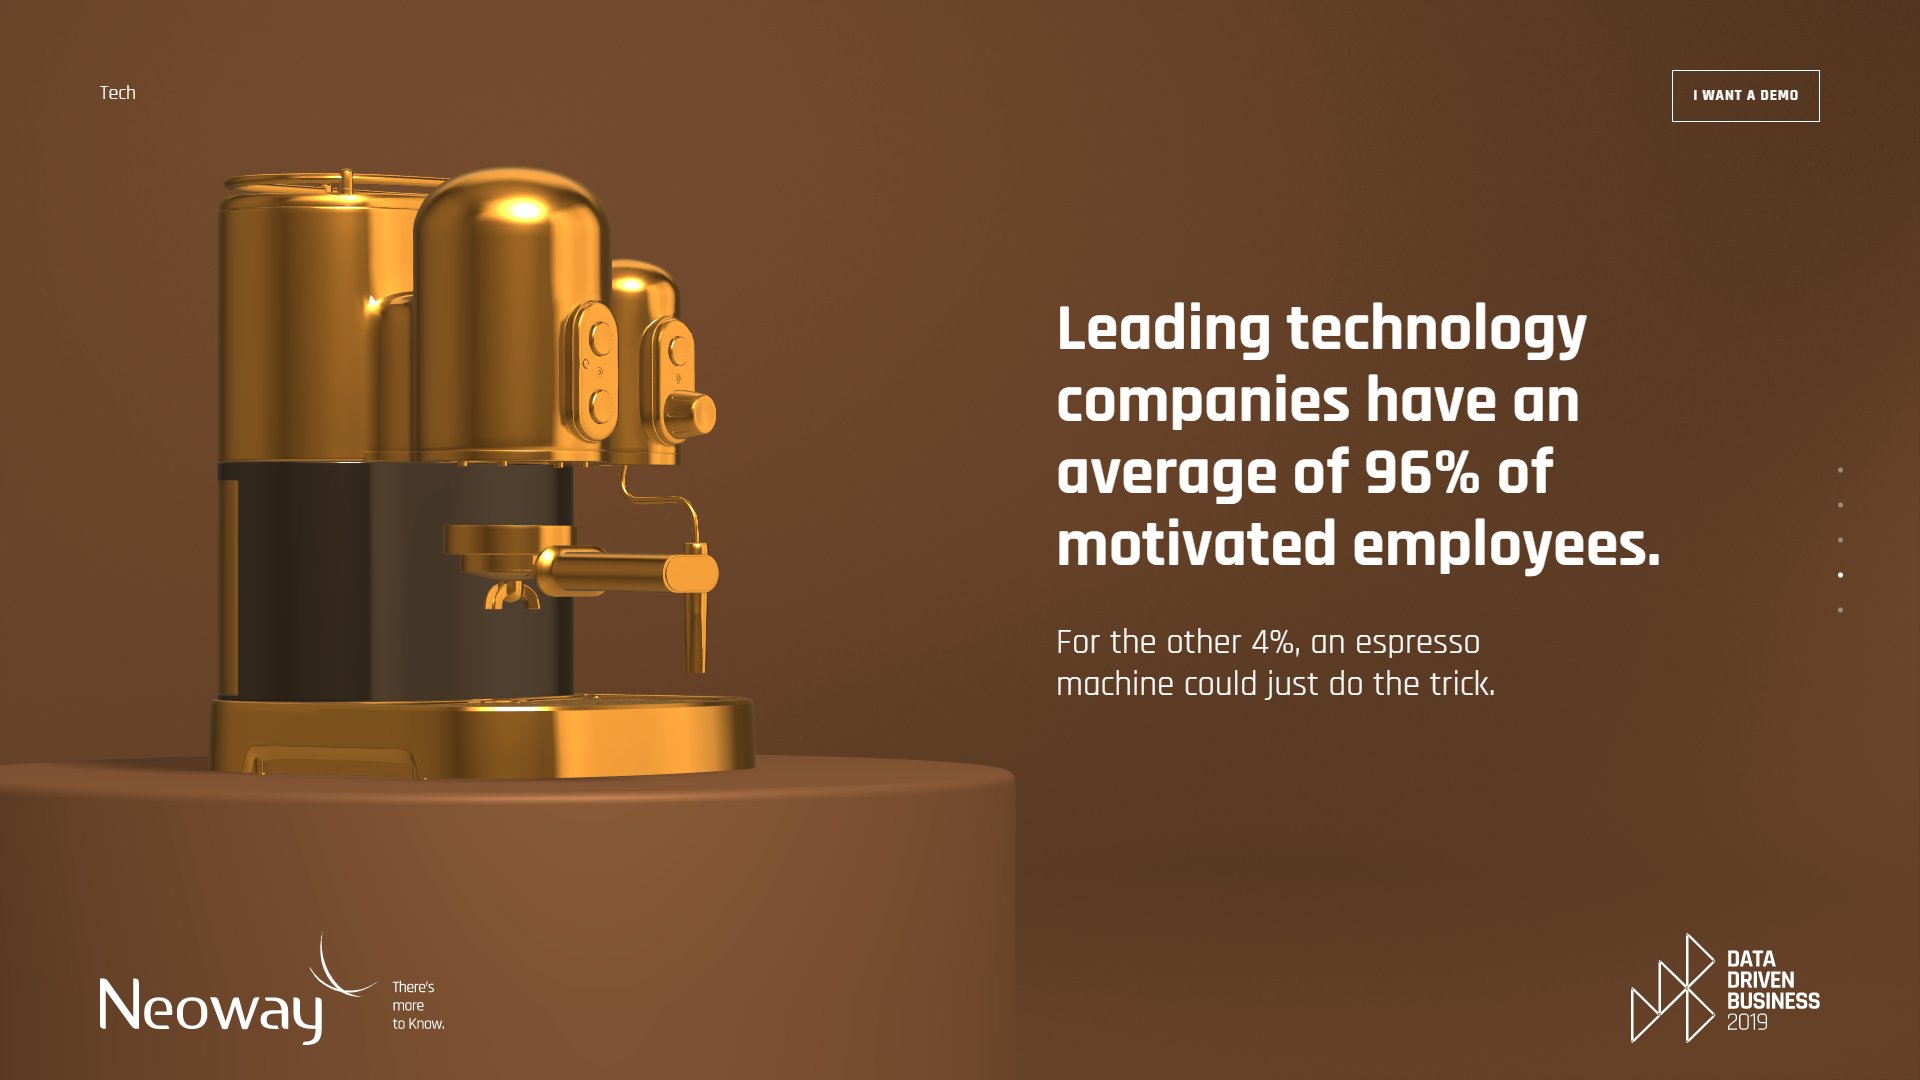 Tech
I WANT A DEMO
Leading technology
companies have an
average of 96% of
motivated employees.
For the other 4%, an espresso
machine could just do the trick.
Neoway
There's
more
to Know.
DATA
DRIVEN
BUSINESS
2019